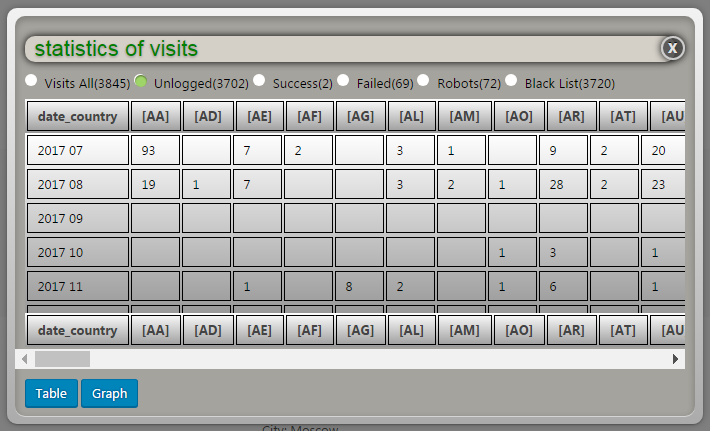 statistics of visits X
Visits All(3845) Unlogged(3702) Success(2) Failed(69) Robots(72) Black List(3720)
date_country [AA] [AD] [AE] [AF] [AG] [AL] [AM] [AO] [AR] [AT] [AU
2017 07 93 7 2 3 1 9 2 20
2017 08 19 1 7 3 2 1 28 2 23
2017 09
2017 10 1 3 1
2017 11 1 8 2 1 6 1
date_country [AA] [AD] [AE] [AF] [AG] [AL] [AM] [AO] [AR] [AT] [AU
Table Graph
City: Moscow